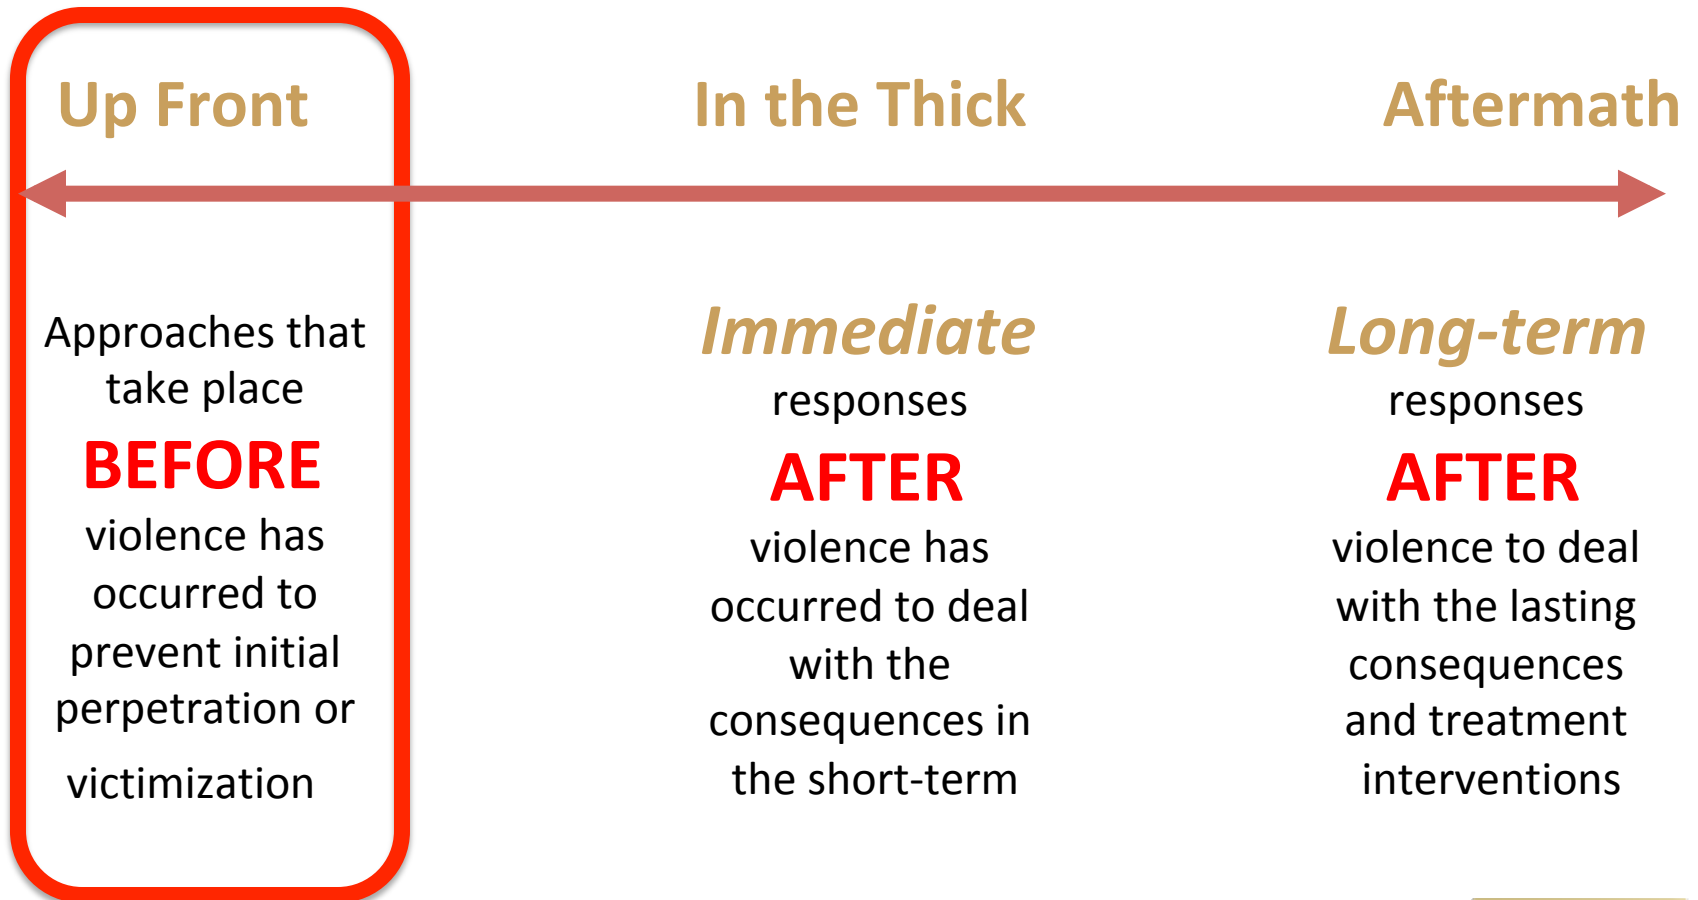 Up Front
In the Thick
Aftermath
Approaches that
take place
BEFORE
violence has
occurred to
prevent initial
perpetration or
victimization
Immediate
responses
AFTER
violence has
occurred to deal
with the
consequences in
the short-term
Long-term
responses
AFTER
violence to deal
with the lasting
consequences
and treatment
interventions